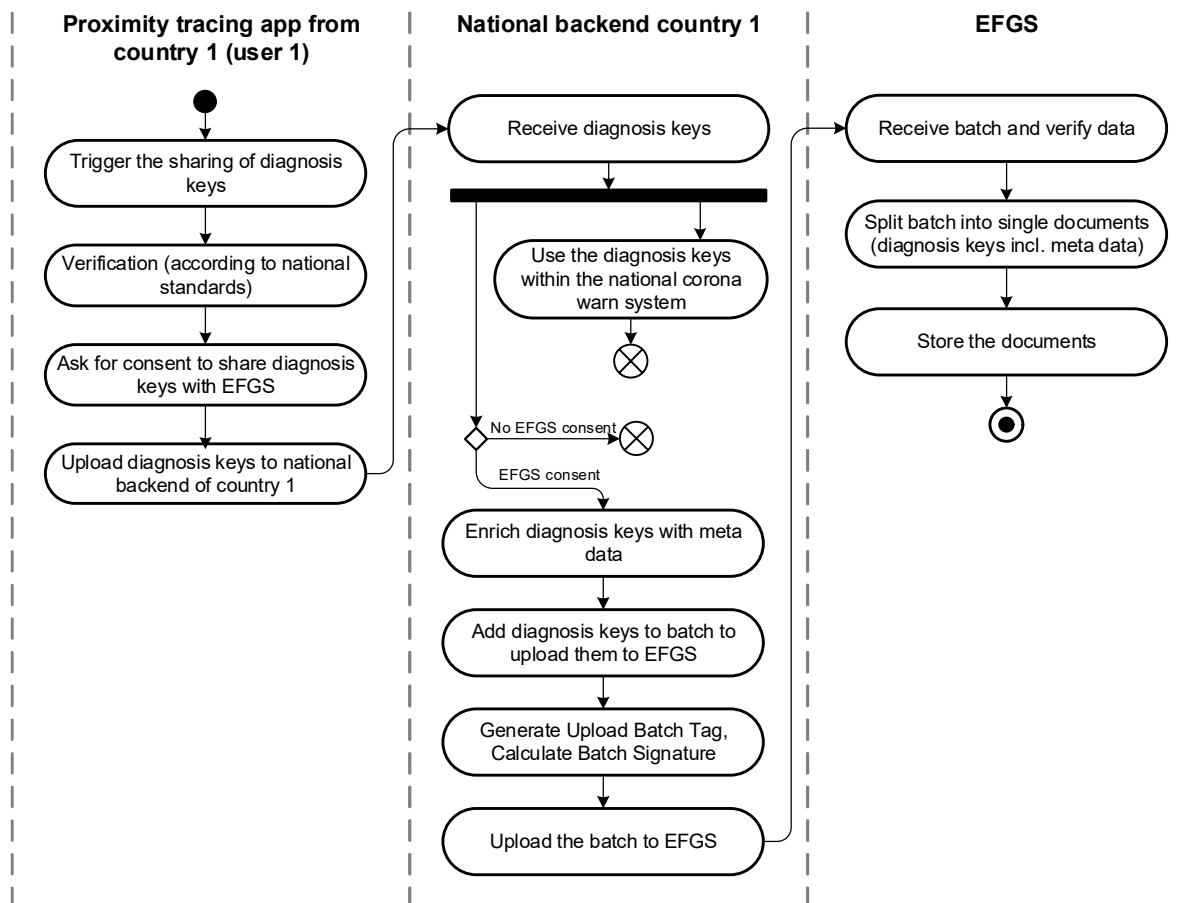 Proximity tracing app from
country 1 (user 1)
Trigger the sharing of diagnosis
keys
Verification (according to national
standards)
Ask for consent to share diagnosis
keys with EFGS
Upload diagnosis keys to national
backend of country 1
National backend country 1
Receive diagnosis keys
Use the diagnosis keys
within the national corona
warn system
No EFGS consent
EFGS consent
Enrich diagnosis keys with meta
data
Add diagnosis keys to batch to
upload them to EFGS
Generate Upload Batch Tag,
Calculate Batch Signature
Upload the batch to EFGS
EFGS
Receive batch and verify data
Split batch into single documents
(diagnosis keys incl. meta data)
Store the documents